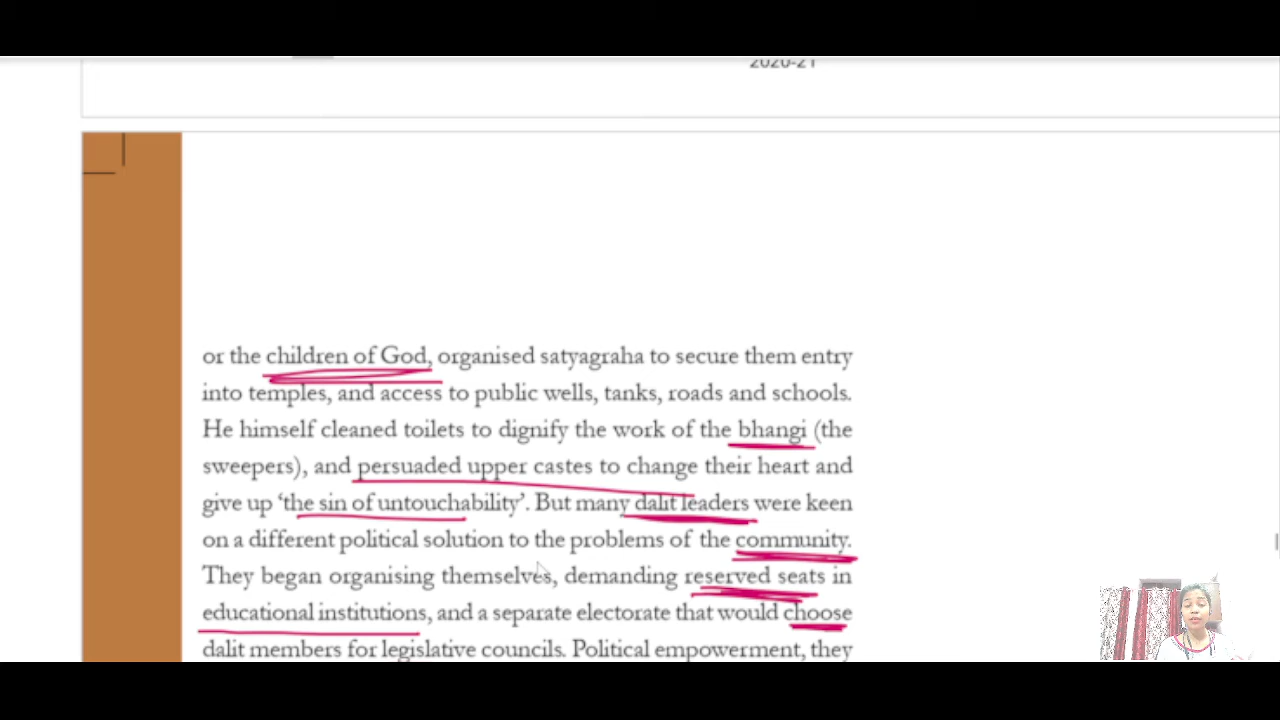 2020-21
or the children of God, organised satyagraha to secure them entry
into temples, and access to public wells, tanks, roads and schools.
He himself cleaned toilets to dignify the work of the bhangi (the
sweepers), and persuaded upper castes to change their heart and
give up ‘the sin of untouchability’. But many dalit leaders were keen
on a different political solution to the problems of the community.
They began organising themselves, demanding reserved seats in
educational institutions, and a separate electorate that would choose
dalit members for legislative councils. Political empowerment, they